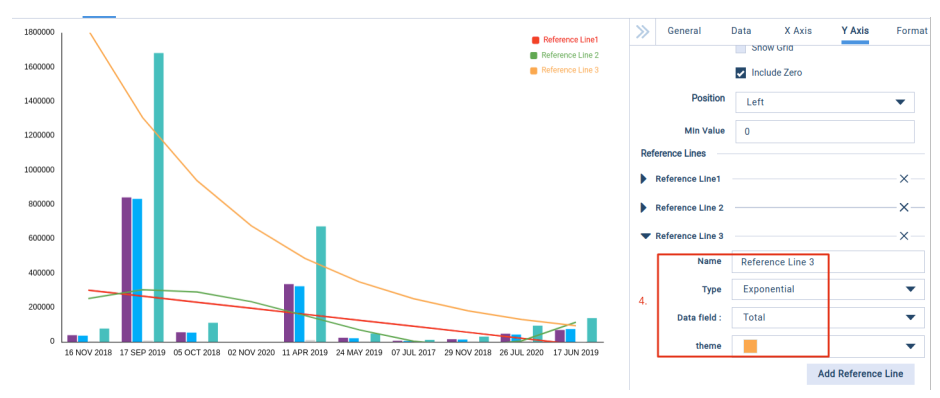 General Data X Axis Y Axis Format
Show Grid
Include Zero
Position Left
Min Value 0
Reference Lines
Reference LIne1
Reference LIne 2
Reference LIne 3
4.
Name Reference Line 3
Type Exponential
Data field : Total
theme
Add Reference Line
Reference Line1
Reference Line 2
Reference Line 3
1800000
1600000
1400000
1200000
1000000
800000
600000
400000
200000
0
16 NOV 2018 17 SEP 2019 05 OCT 2018 02 NOV 2020 11 APR 2019 24 MAY 2019 07 JUL 2017 29 NOV 2018 26 JUL 2020 17 JUN 2019